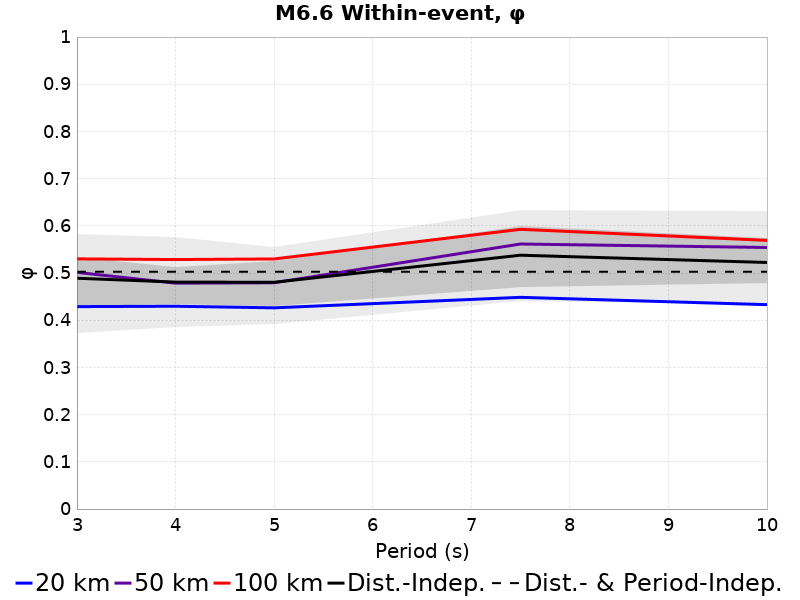 M6.6 Within-event, φ
1
0.9
0.8
0.7
0.6
0.5
0.4
0.3
0.2
0.1
0
φ
3 4 5 6 7 8 9 10
Period (s)
20 km 50 km 100 km Dist.-Indep. Dist.- & Period-Indep.